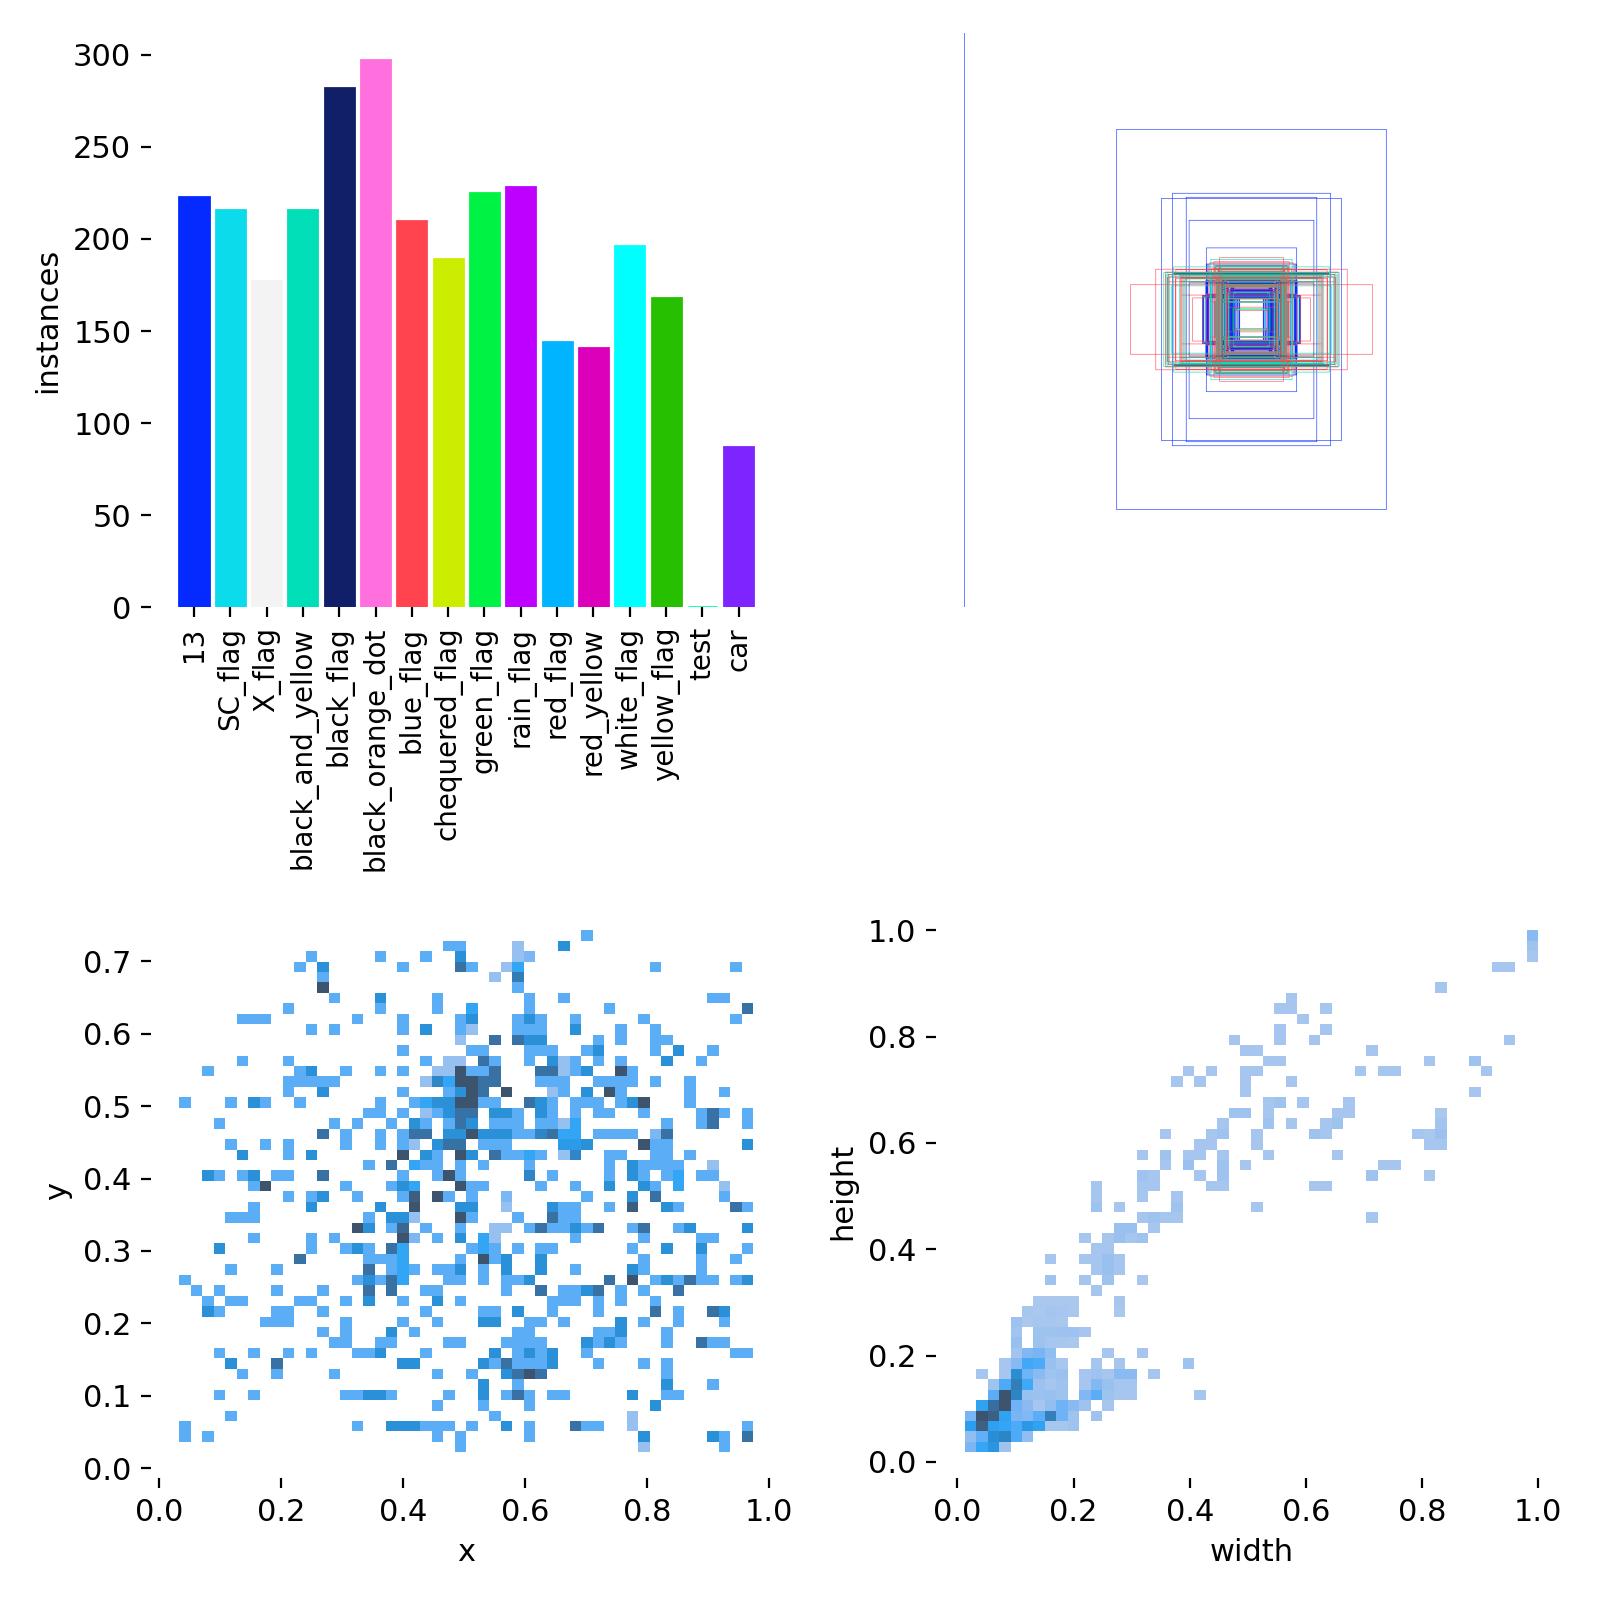 300
250
200
150
100
50
0
instances
13
SC_flag
X_flag
black_and_yellow
black_flag
black_orange_dot
blue_flag
chequered_flag
green_flag
rain_flag
red_flag
red_yellow
white_flag
yellow_flag
test
car
0.7
0.6
0.5
0.4
0.3
0.2
0.1
0.0
y
0.0 0.2 0.4 0.6 0.8 1.0
x
1.0
0.8
0.6
0.4
0.2
0.0
height
0.0 0.2 0.4 0.6 0.8 1.0
width